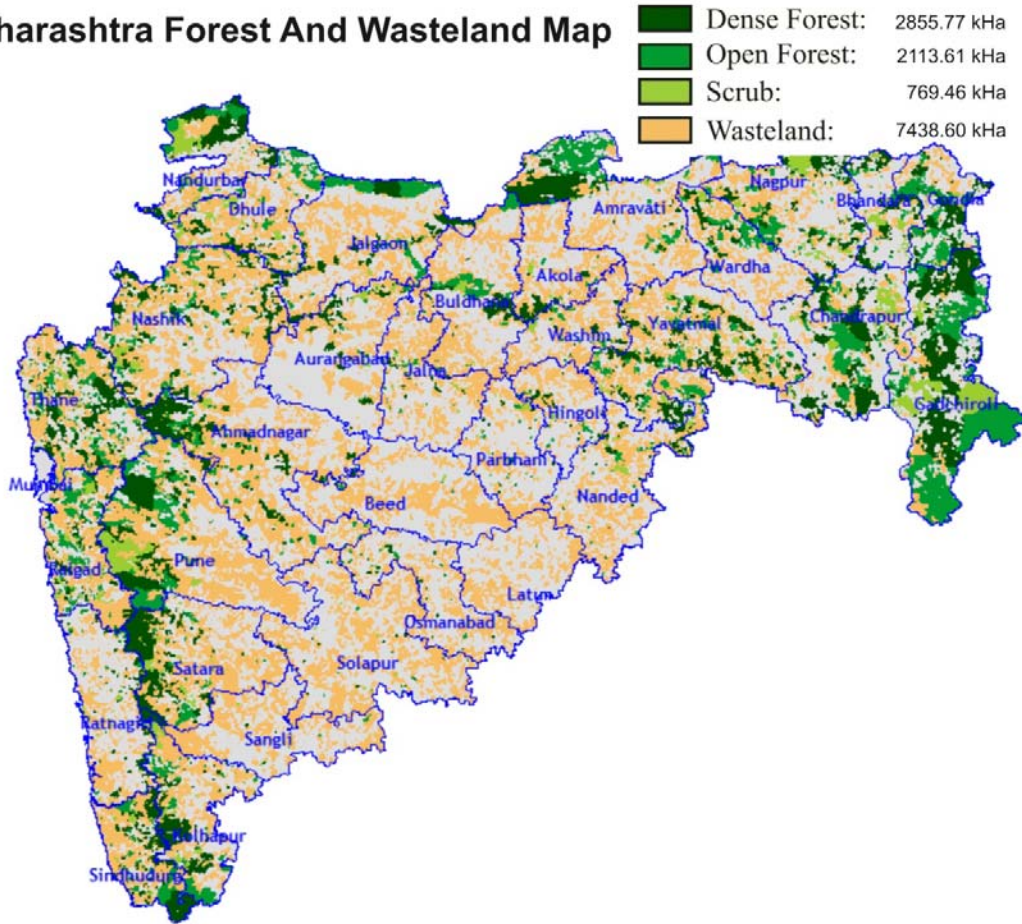 harashtra Forest And Wasteland Map
Dense Forest: 2855.77 kHa
Open Forest: 2113.61 kHa
Scrub: 769.46 kHa
Wasteland: 7438.60 kHa
Nandurbar
Dhule
Jalgaon
Amravati
Nagpur
Bhandara
Gondia
Wardha
Akola
Buldhana
Nashik
Washim
Yavatmal
Chandrapur
Aurangabad
Jalna
Thane
Hingoli
Gadchiroli
Ahmadnagar
Parbhani
Mumbai
Beed
Nanded
Raigad
Pune
Latur
Osmanabad
Satara
Solapur
Ratnagiri
Sangli
Kolhapur
Sindhudurg